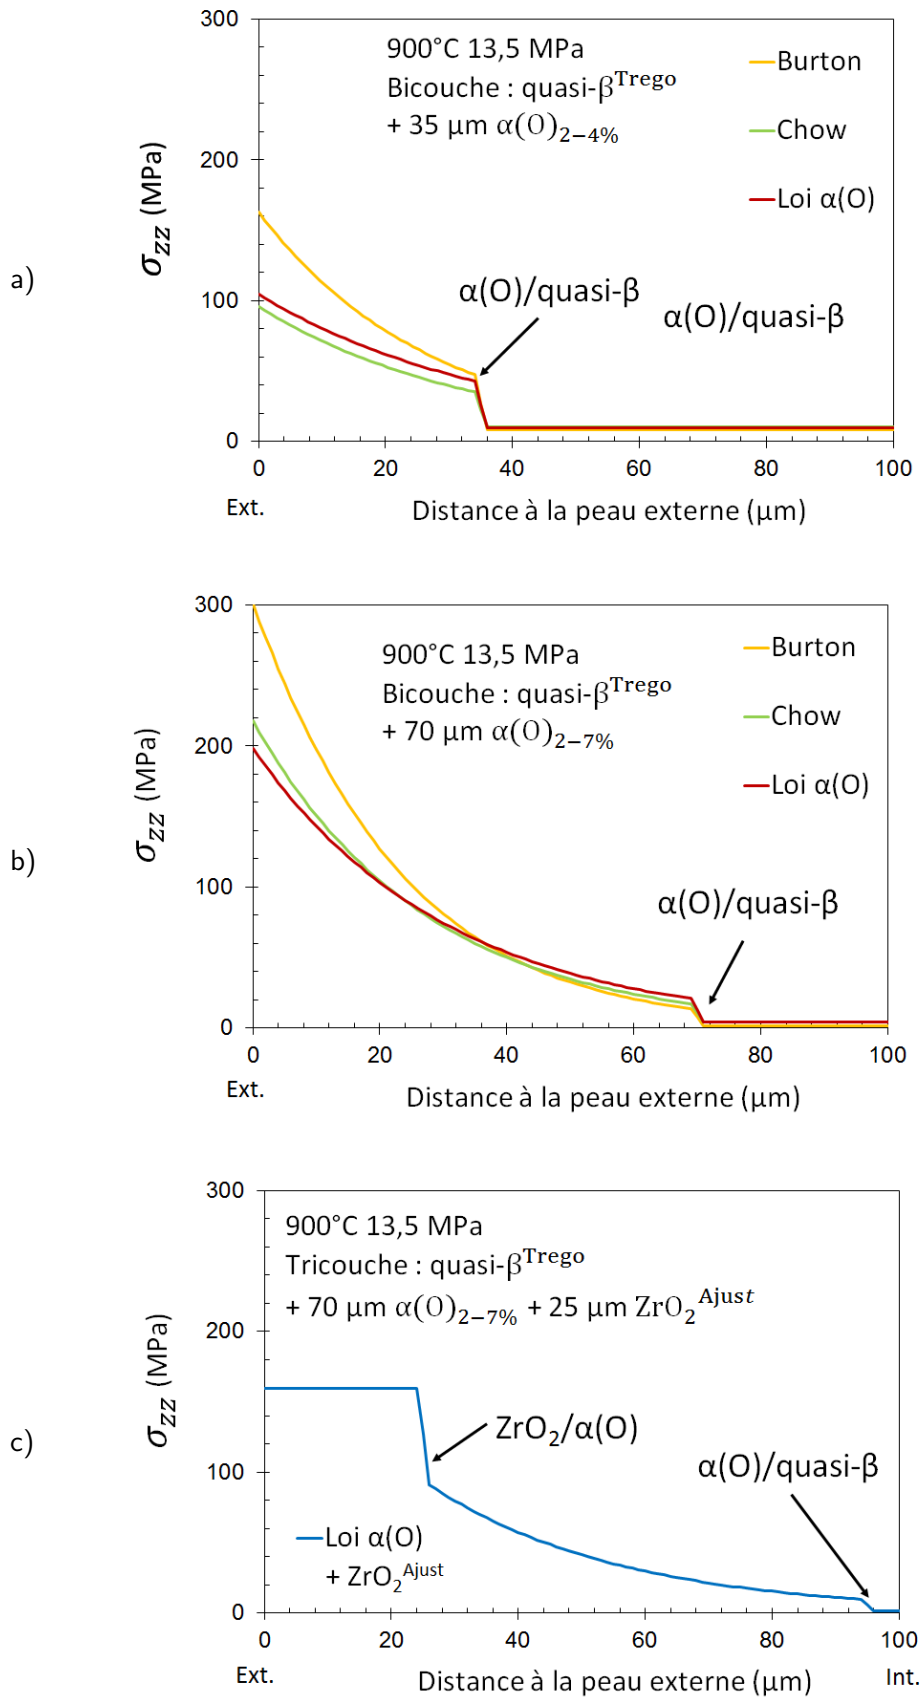 a)
300
200
100
0
σzz (MPa)
900°C 13,5 MPa
Bicouche : quasi-β^Trego
+ 35 µm α(O)₂₋₄%
Burton
Chow
Loi α(O)
α(O)/quasi-β
α(O)/quasi-β
0 20 40 60 80 100
Ext.
Distance à la peau externe (µm)
b)
300
200
100
0
σzz (MPa)
900°C 13,5 MPa
Bicouche : quasi-β^Trego
+ 70 µm α(O)₂₋₇%
Burton
Chow
Loi α(O)
α(O)/quasi-β
0 20 40 60 80 100
Ext.
Distance à la peau externe (µm)
c)
300
200
100
0
σzz (MPa)
900°C 13,5 MPa
Tricouche : quasi-β^Trego
+ 70 µm α(O)₂₋₇% + 25 µm ZrO₂^Ajust
ZrO₂/α(O)
α(O)/quasi-β
Loi α(O)
+ ZrO₂^Ajust
0 20 40 60 80 100
Ext.
Distance à la peau externe (µm)
Int.